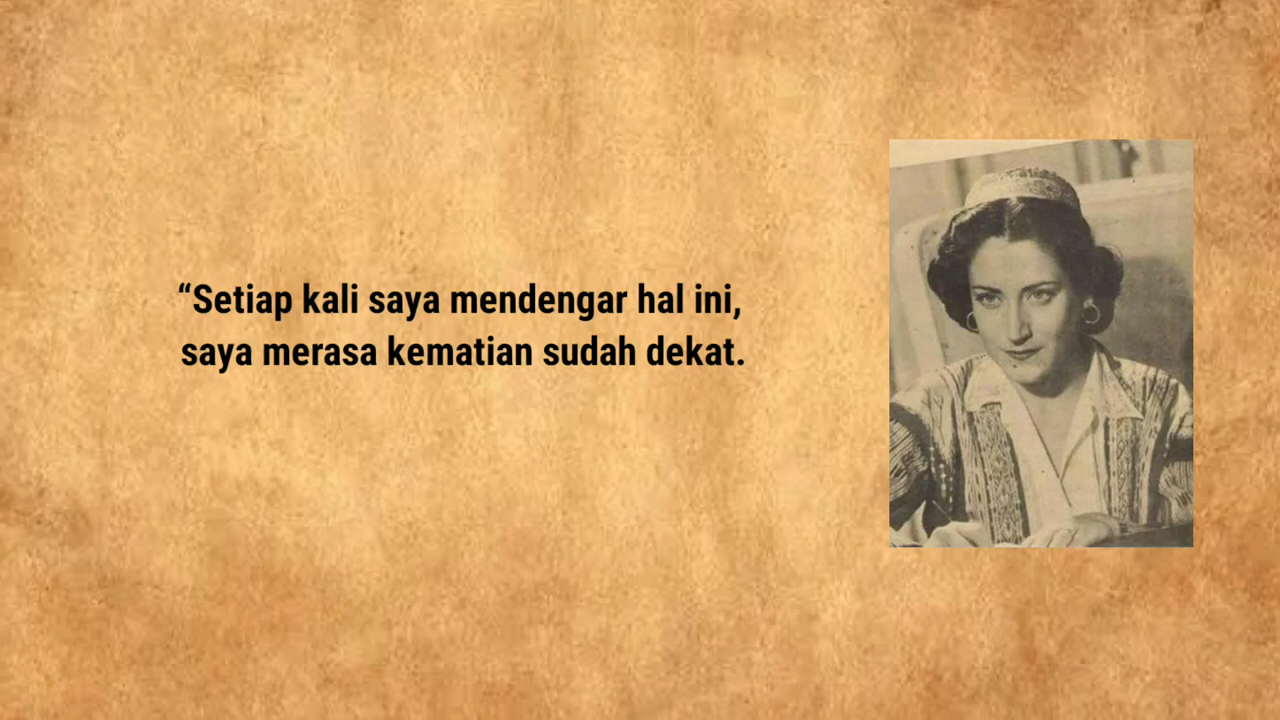 “Setiap kali saya mendengar hal ini,
saya merasa kematian sudah dekat.